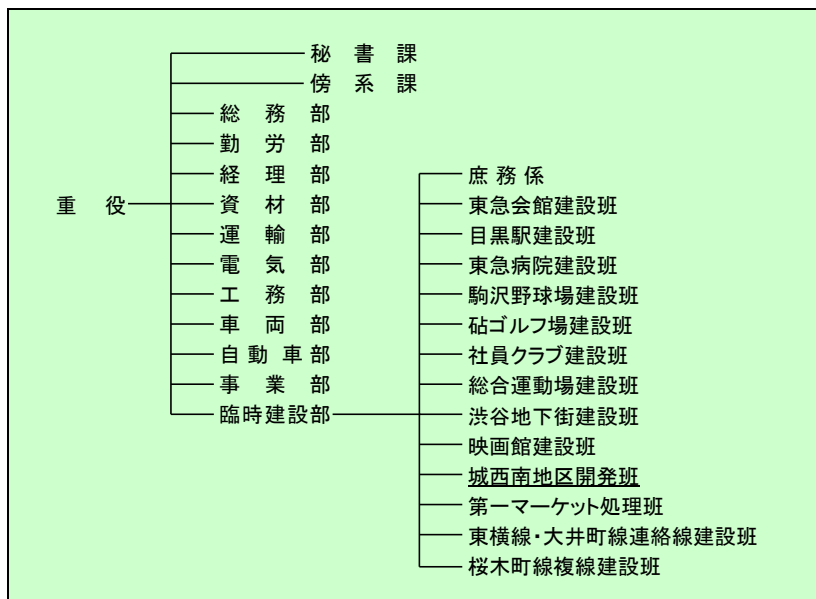 秘書課
傍系課
総務部
勤労部
経理部
重役
資材部
運輸部
電気部
工務部
車両部
自動車部
事業部
臨時建設部
庶務係
東急会館建設班
目黒駅建設班
東急病院建設班
駒沢野球場建設班
砧ゴルフ場建設班
社員クラブ建設班
総合運動場建設班
渋谷地下街建設班
映画館建設班
城西南地区開発班
第一マーケット処理班
東横線・大井町線連絡線建設班
桜木町線複線建設班